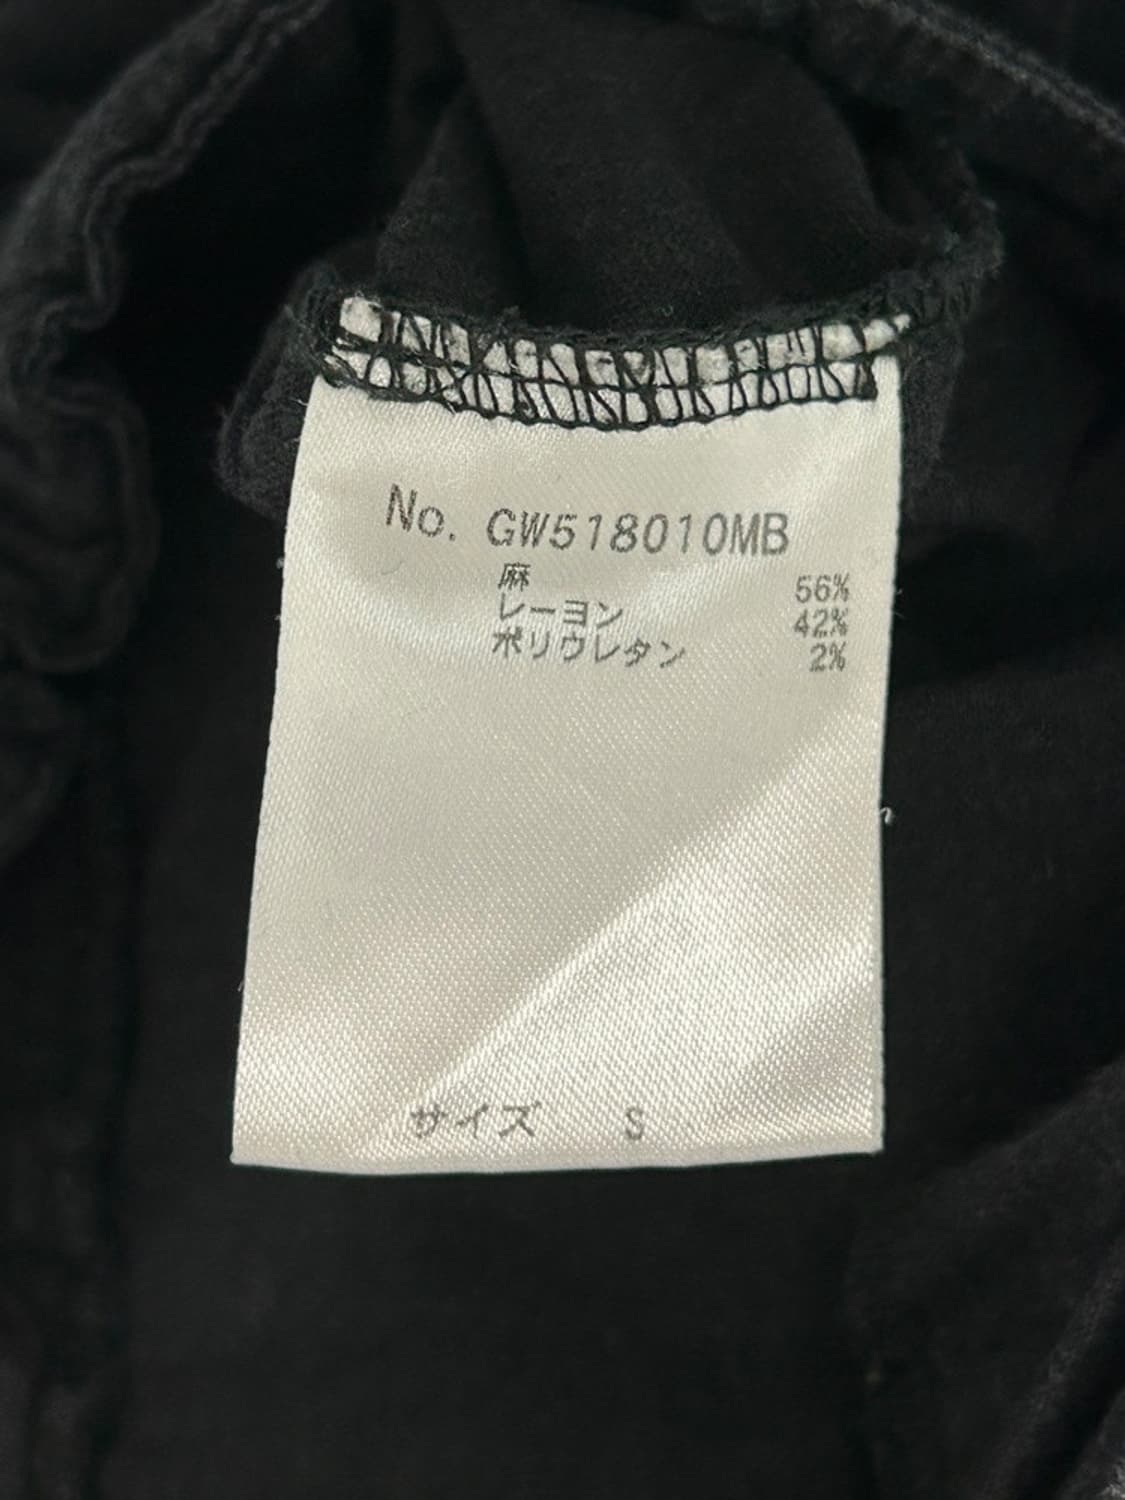 No. GW518010MB
麻 56%
レーヨン 42%
ポリウレタン 2%
サイズ S